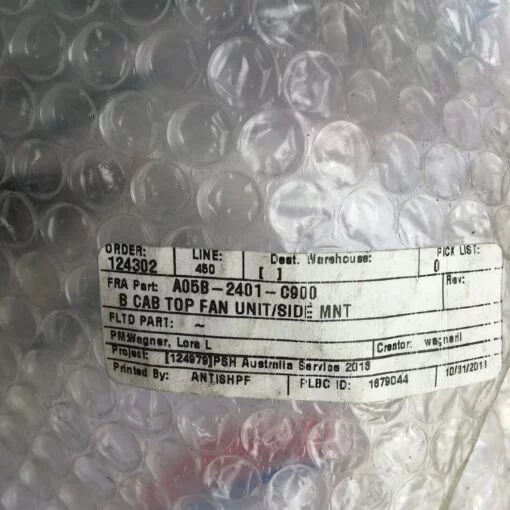 ORDER: 124302 LINE: 450 Dest. Warehouse: [ ] PICK LIST: 0
FRA Part: A05B-2401-C900 Rev:
B CAB TOP FAN UNIT/SIDE MNT
FLTD PART: ~
PM:Wagner, Lora L Creator: wagnerll
Project: [124979]PSH Australia Service 2013
Printed By: ANTISHPF PLBC ID: 1679044 10/31/2013